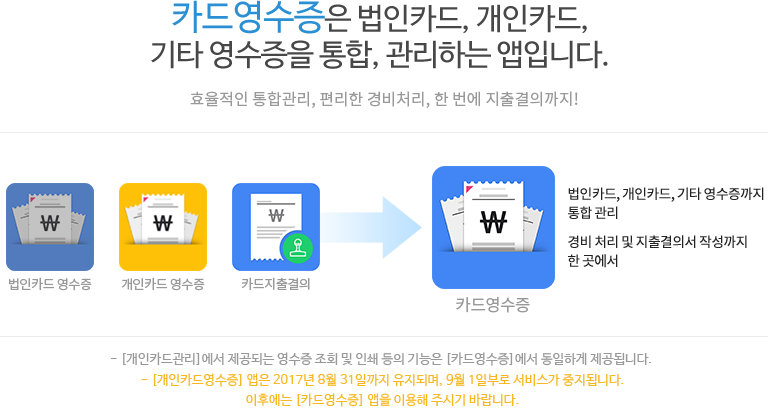 카드영수증은 법인카드, 개인카드,
기타 영수증을 통합, 관리하는 앱입니다.
효율적인 통합관리, 편리한 경비처리, 한 번에 지출결의까지!
₩
₩
₩
₩
법인카드 영수증
개인카드 영수증
카드지출결의
카드영수증
법인카드, 개인카드, 기타 영수증까지
통합 관리
경비 처리 및 지출결의서 작성까지
한 곳에서
- [개인카드관리]에서 제공되는 영수증 조회 및 인쇄 등의 기능은 [카드영수증]에서 동일하게 제공됩니다.
- [개인카드영수증] 앱은 2017년 8월 31일까지 유지되며, 9월 1일부로 서비스가 중지됩니다.
이후에는 [카드영수증] 앱을 이용해 주시기 바랍니다.